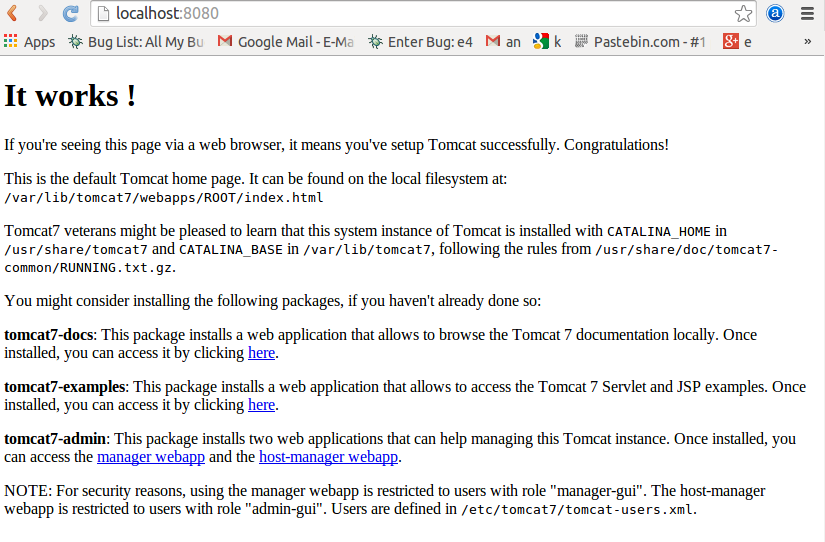 localhost:8080
Apps Bug List: All My Bu Google Mail - E-Ma Enter Bug: e4 an k Pastebin.com - #1 e »
It works !
If you're seeing this page via a web browser, it means you've setup Tomcat successfully. Congratulations!
This is the default Tomcat home page. It can be found on the local filesystem at:
/var/lib/tomcat7/webapps/ROOT/index.html
Tomcat7 veterans might be pleased to learn that this system instance of Tomcat is installed with CATALINA_HOME in
/usr/share/tomcat7 and CATALINA_BASE in /var/lib/tomcat7, following the rules from /usr/share/doc/tomcat7-
common/RUNNING.txt.gz.
You might consider installing the following packages, if you haven't already done so:
tomcat7-docs: This package installs a web application that allows to browse the Tomcat 7 documentation locally. Once
installed, you can access it by clicking here.
tomcat7-examples: This package installs a web application that allows to access the Tomcat 7 Servlet and JSP examples. Once
installed, you can access it by clicking here.
tomcat7-admin: This package installs two web applications that can help managing this Tomcat instance. Once installed, you
can access the manager webapp and the host-manager webapp.
NOTE: For security reasons, using the manager webapp is restricted to users with role "manager-gui". The host-manager
webapp is restricted to users with role "admin-gui". Users are defined in /etc/tomcat7/tomcat-users.xml.